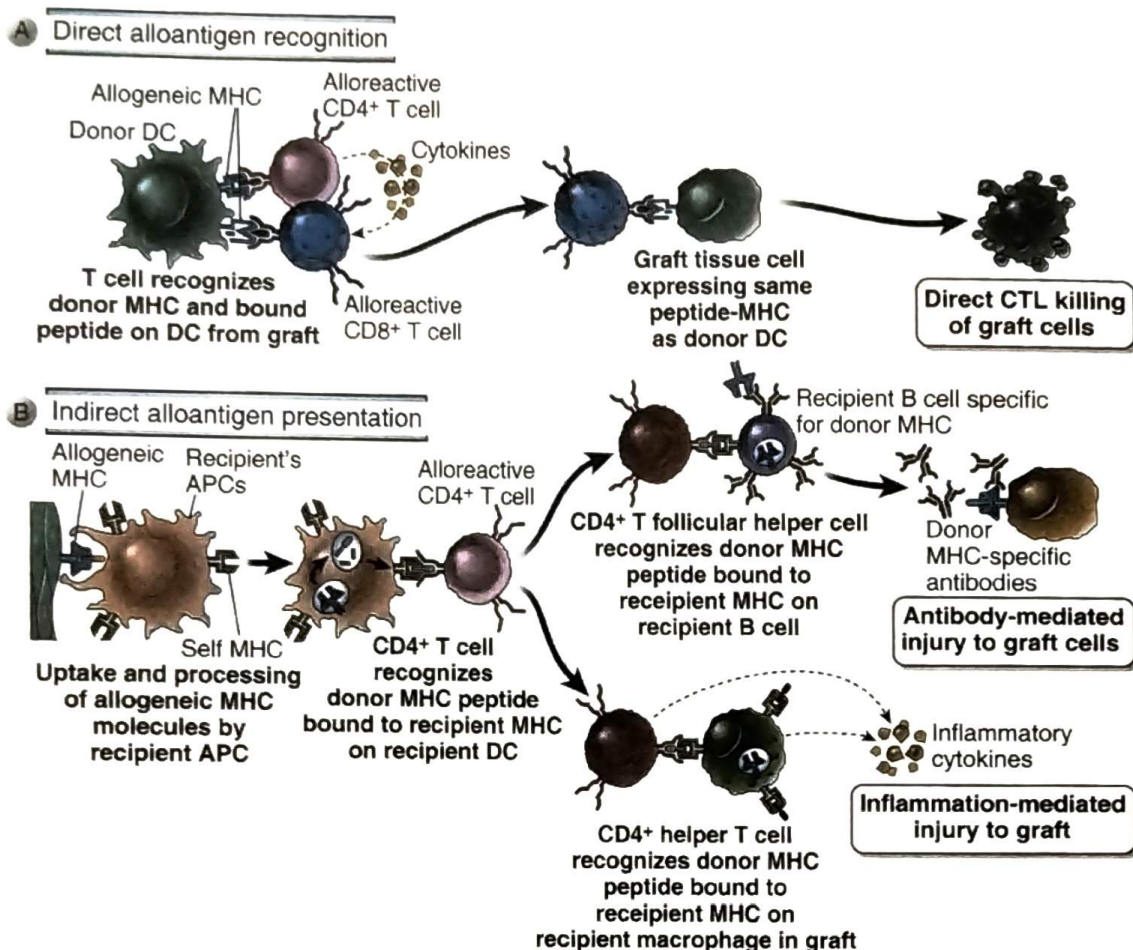 A Direct alloantigen recognition
Allogeneic MHC
Donor DC
Alloreactive
CD4+ T cell
Cytokines
T cell recognizes
donor MHC and bound
peptide on DC from graft
Alloreactive
CD8+ T cell
Graft tissue cell
expressing same
peptide-MHC
as donor DC
Direct CTL killing
of graft cells
B Indirect alloantigen presentation
Allogeneic
MHC
Recipient's
APCs
Self MHC
Uptake and processing
of allogeneic MHC
molecules by
recipient APC
Alloreactive
CD4+ T cell
CD4+ T cell
recognizes
donor MHC peptide
bound to recipient MHC
on recipient DC
Recipient B cell specific
for donor MHC
CD4+ T follicular helper cell
recognizes donor MHC
peptide bound to
receipient MHC on
recipient B cell
Donor
MHC-specific
antibodies
Antibody-mediated
injury to graft cells
CD4+ helper T cell
recognizes donor MHC
peptide bound to
receipient MHC on
recipient macrophage in graft
Inflammatory
cytokines
Inflammation-mediated
injury to graft